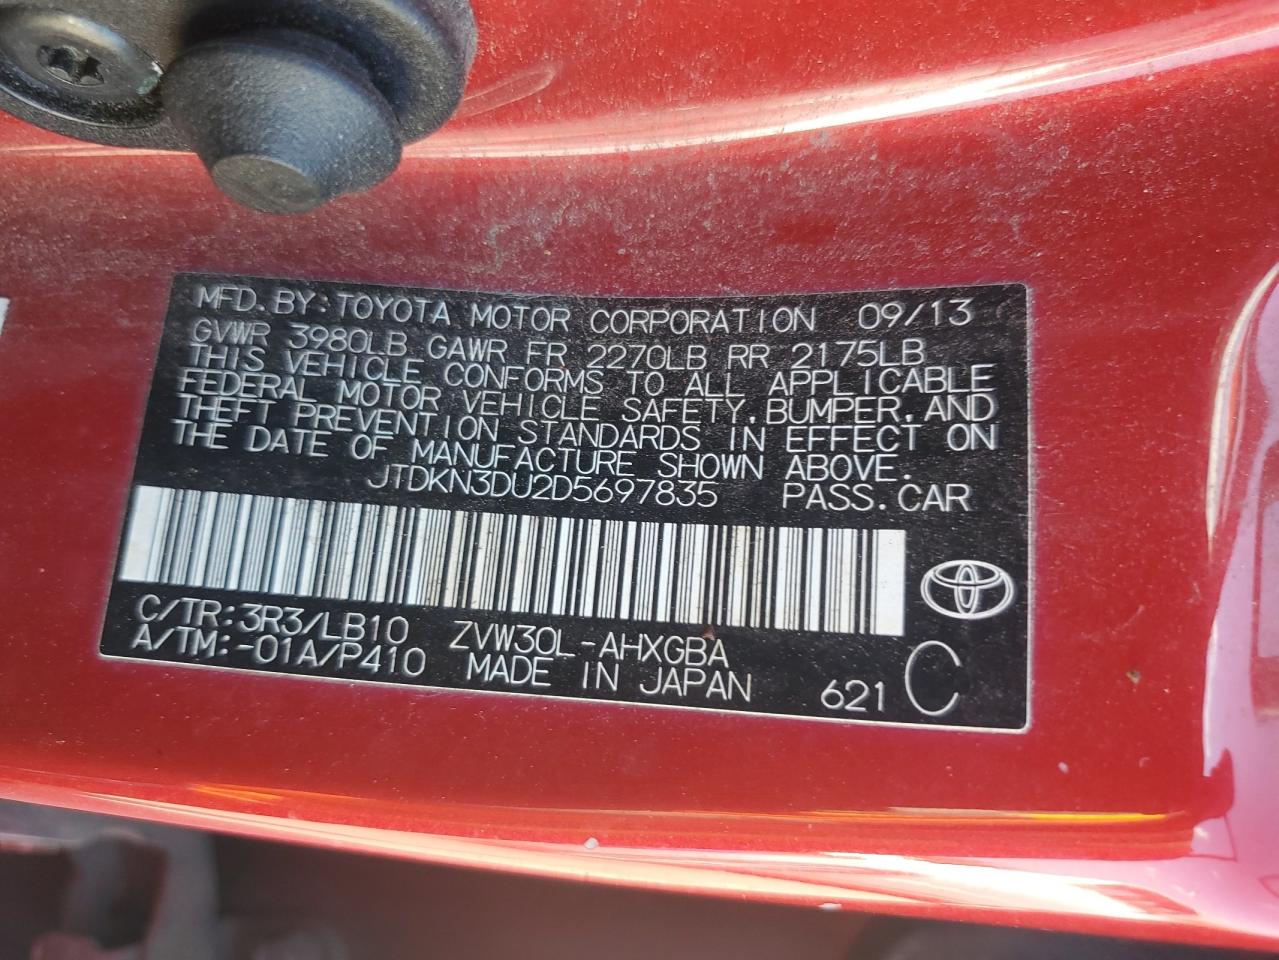 MFD. BY: TOYOTA MOTOR CORPORATION 09/13
GVWR 3980LB GAWR FR 2270LB RR 2175LB
THIS VEHICLE CONFORMS TO ALL APPLICABLE
FEDERAL MOTOR VEHICLE SAFETY, BUMPER, AND
THEFT PREVENTION STANDARDS IN EFFECT ON
THE DATE OF MANUFACTURE SHOWN ABOVE.
JTDKN3DU2D5697835 PASS. CAR
C/TR: 3R3/LB10 ZVW30L-AHXGBA
A/TM: -01A/P410 MADE IN JAPAN 621 C